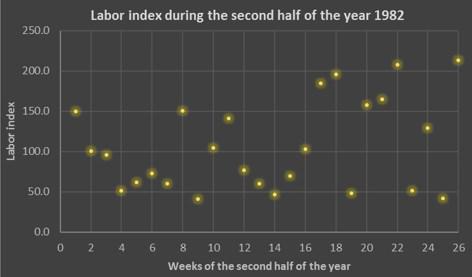 Labor index during the second half of the year 1982
250.0
200.0
150.0
100.0
50.0
0.0
Labor index
0 2 4 6 8 10 12 14 16 18 20 22 24 26
Weeks of the second half of the year